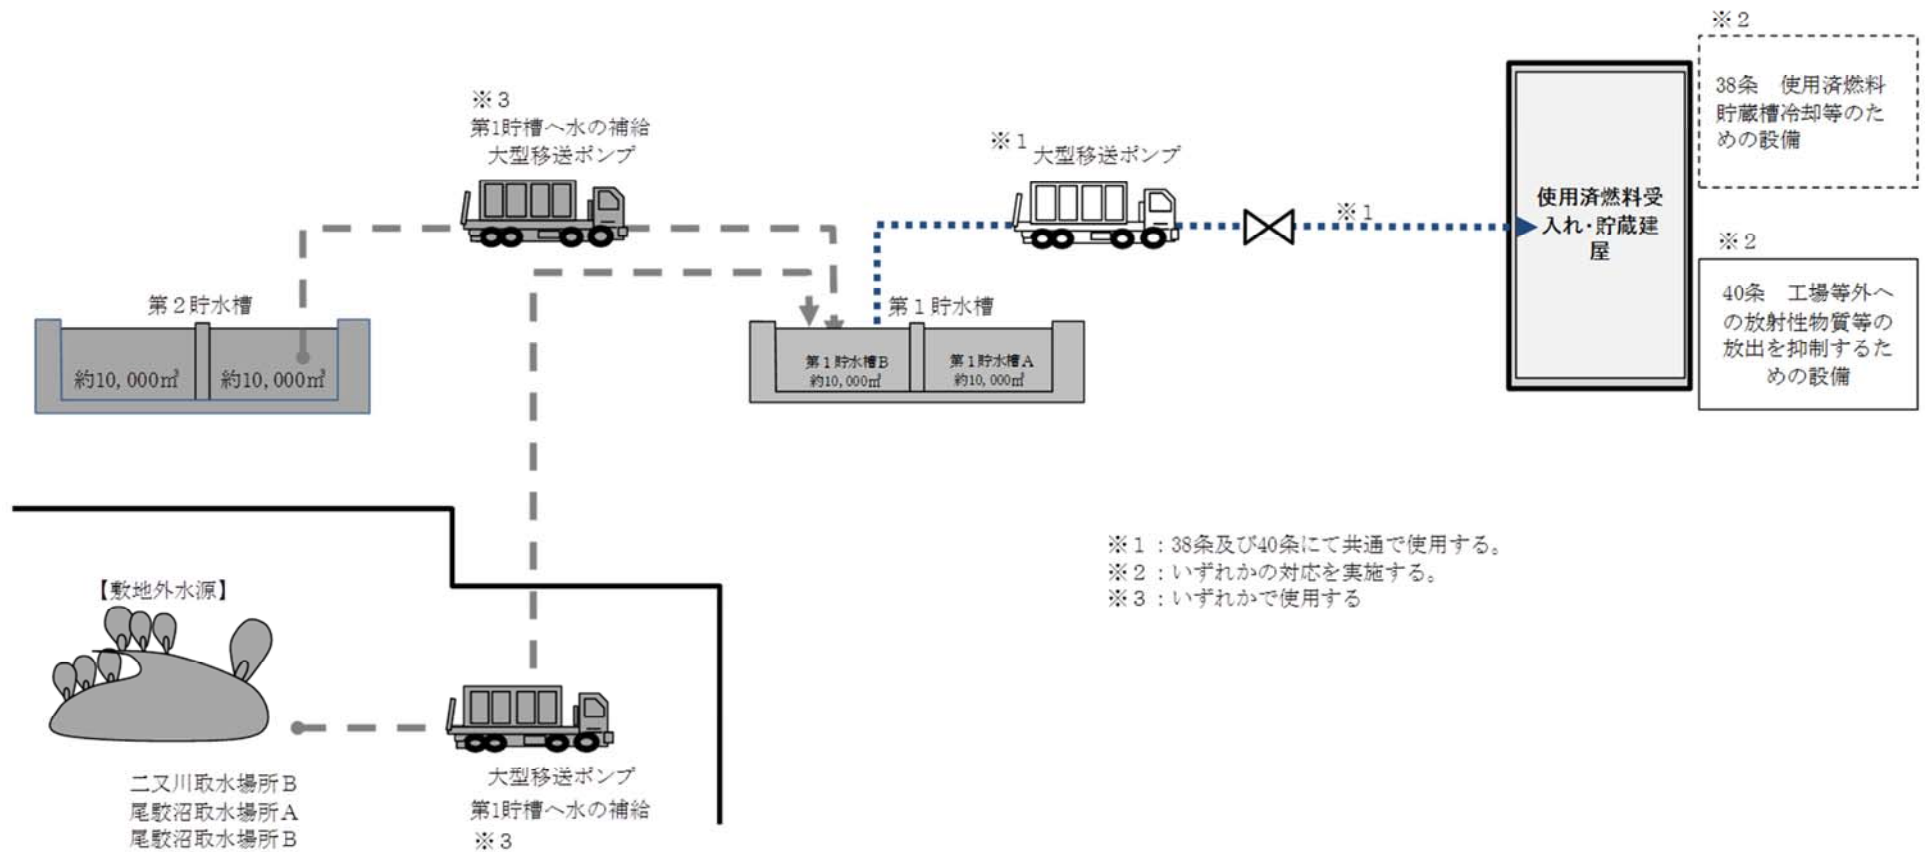 ※3
第1貯槽へ水の補給
大型移送ポンプ
※1
大型移送ポンプ
※1
使用済燃料受
入れ・貯蔵建
屋
※2
38条　使用済燃料
貯蔵槽冷却等のた
めの設備
※2
40条　工場等外へ
の放射性物質等の
放出を抑制するた
めの設備
第2貯水槽
約10,000㎥
約10,000㎥
第1貯水槽
第1貯水槽B
約10,000㎥
第1貯水槽A
約10,000㎥
※1：38条及び40条にて共通で使用する。
※2：いずれかの対応を実施する。
※3：いずれかで使用する
【敷地外水源】
二又川取水場所B
尾駮沼取水場所A
尾駮沼取水場所B
大型移送ポンプ
第1貯槽へ水の補給
※3